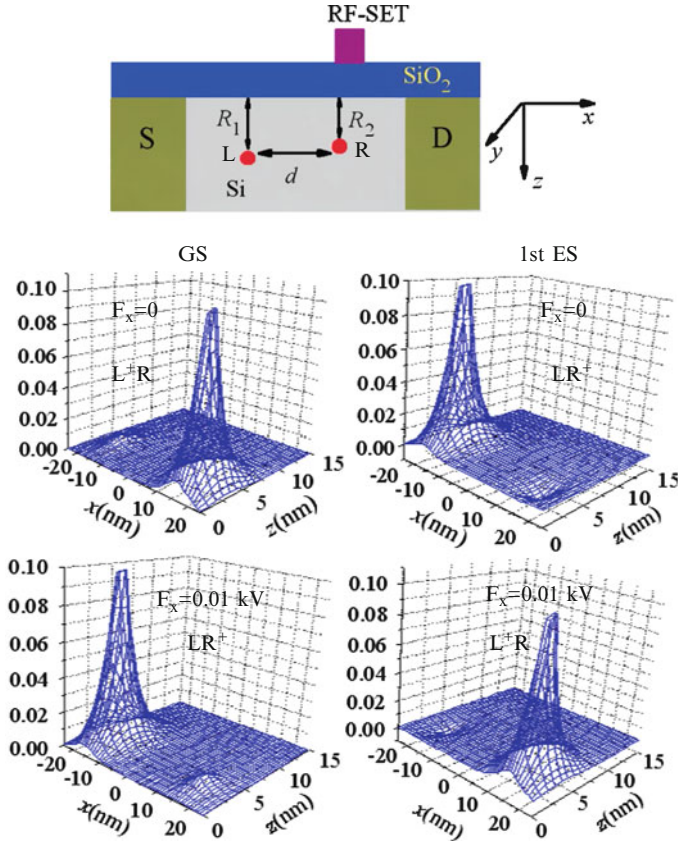 RF-SET
SiO₂
R₁ R₂
S L R D
Si d
x
y
z
GS 1st ES
0.10
0.08
0.06
0.04
0.02
0.00
Fₓ=0
L⁺R
-20
-10
0
10
20
x(nm)
0
5
10
15
z(nm)
0.10
0.08
0.06
0.04
0.02
0.00
Fₓ=0
LR⁺
-20
-10
0
10
20
x(nm)
0
5
10
15
z(nm)
0.10
0.08
0.06
0.04
0.02
0.00
Fₓ=0.01 kV
LR⁺
-20
-10
0
10
20
x(nm)
0
5
10
15
z(nm)
0.10
0.08
0.06
0.04
0.02
0.00
Fₓ=0.01 kV
L⁺R
-20
-10
0
10
20
x(nm)
0
5
10
15
z(nm)